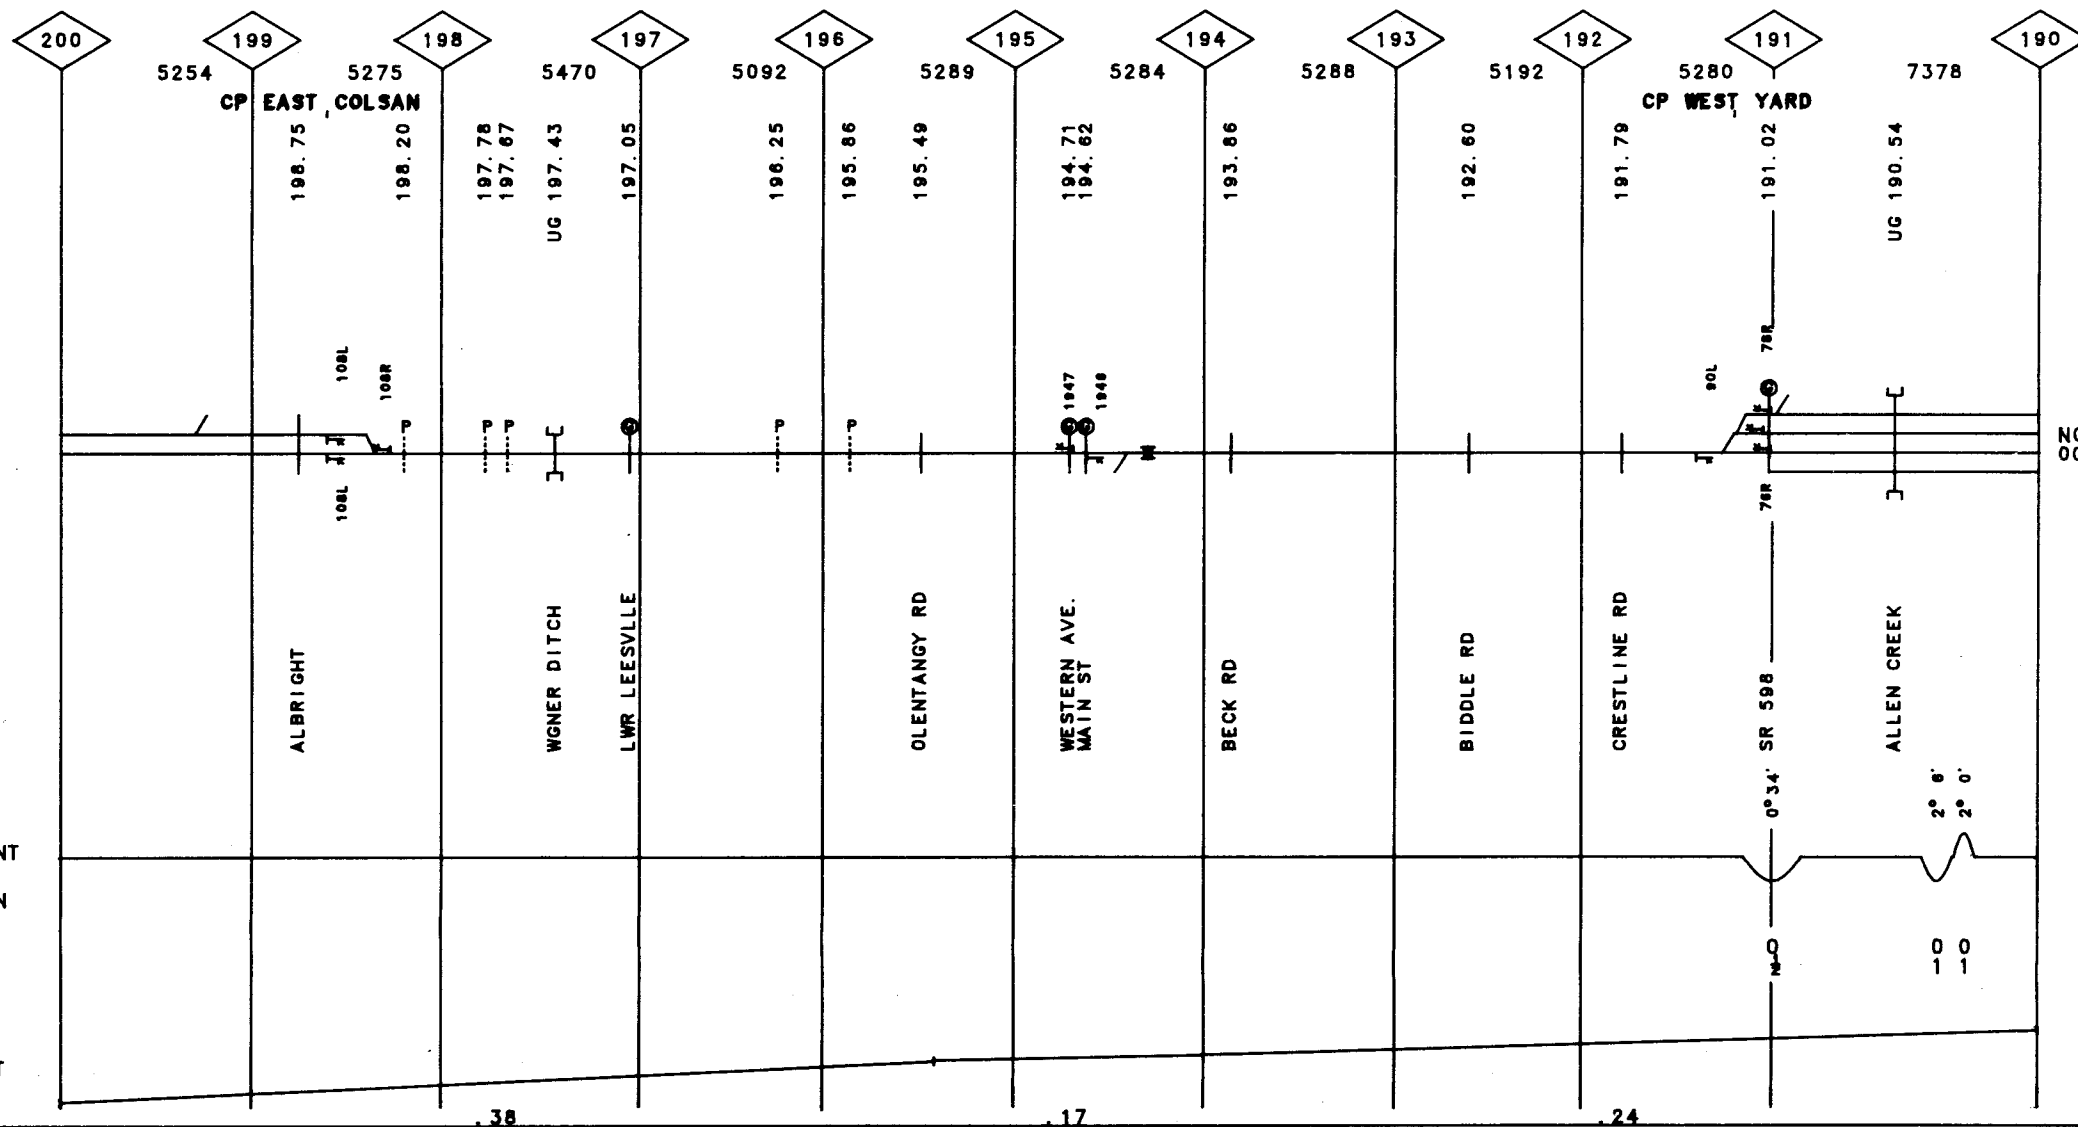 200 199 198 197 196 195 194 193 192 191 190
5254 5275 5470 5092 5289 5284 5288 5192 5280 7378
CP EAST COLSAN CP WEST YARD
198.75
198.20
197.78
197.67
UG 197.43
197.05
196.25
195.86
195.49
194.71
194.62
193.86
192.60
191.79
191.02
UG 190.54
108L
108R
108L
P
P P
P
P
1947
1946
90L
78R
76R
NO
OO
ALBRIGHT
WGNER DITCH
LWR LEESVLLE
OLENTANGY RD
WESTERN AVE.
MAIN ST
BECK RD
BIDDLE RD
CRESTLINE RD
SR 598
ALLEN CREEK
0°34'
2° 6'
2° 0'
NT
N
0
1 0
1 0
T
.38 .17 .24